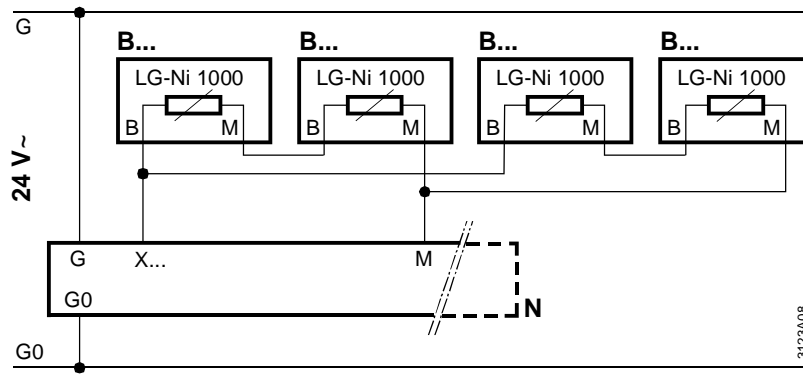 G
B... B... B... B...
LG-Ni 1000 LG-Ni 1000 LG-Ni 1000 LG-Ni 1000
B M B M B M B M
24 V~
G X... M
G0
N
G0
3123A08